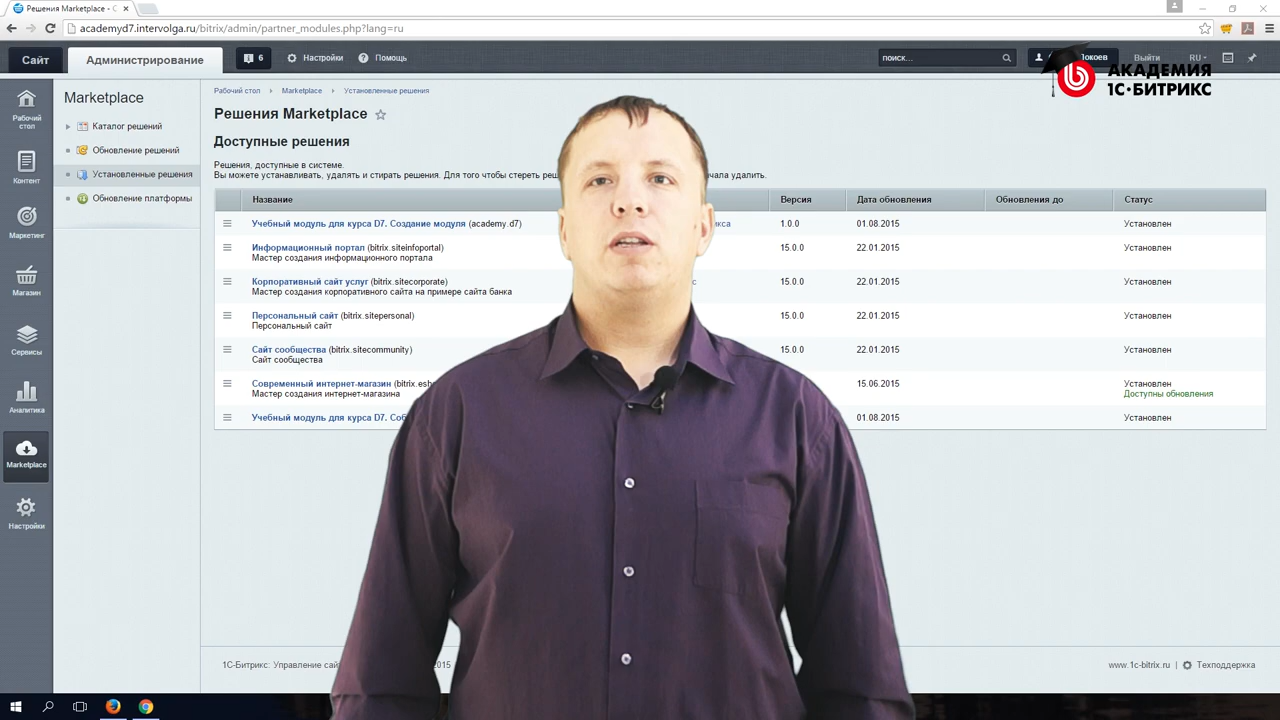 Решения Marketplace - С
academyd7.intervolga.ru/bitrix/admin/partner_modules.php?lang=ru
Сайт
Администрирование
6
Настройки
Помощь
поиск...
Выйти
RU
АКАДЕМИЯ
1С·БИТРИКС
Рабочий
стол
Контент
Маркетинг
Магазин
Сервисы
Аналитика
Marketplace
Настройки
Marketplace
Каталог решений
Обновление решений
Установленные решения
Обновление платформы
Рабочий стол
Marketplace
Установленные решения
Решения Marketplace
Доступные решения
Решения, доступные в системе.
Вы можете устанавливать, удалять и стирать решения. Для того чтобы стереть удалить.
Название Версия Дата обновления Обновления до Статус
Учебный модуль для курса D7. Создание модуля (academy.d7) 1.0.0 01.08.2015 Установлен
Информационный портал (bitrix.siteinfoportal) 15.0.0 22.01.2015 Установлен
Мастер создания информационного портала
Корпоративный сайт услуг (bitrix.sitecorporate) 15.0.0 22.01.2015 Установлен
Мастер создания корпоративного сайта на примере сайта банка
Персональный сайт (bitrix.sitepersonal) 15.0.0 22.01.2015 Установлен
Персональный сайт
Сайт сообщества (bitrix.sitecommunity) 15.0.0 22.01.2015 Установлен
Сайт сообщества
Современный интернет-магазин 15.06.2015 Установлен
Мастер создания интернет-магазина Доступны обновления
Учебный модуль для курса D7. 01.08.2015 Установлен
1С-Битрикс: Управление 2015
www.1c-bitrix.ru
Техподдержка